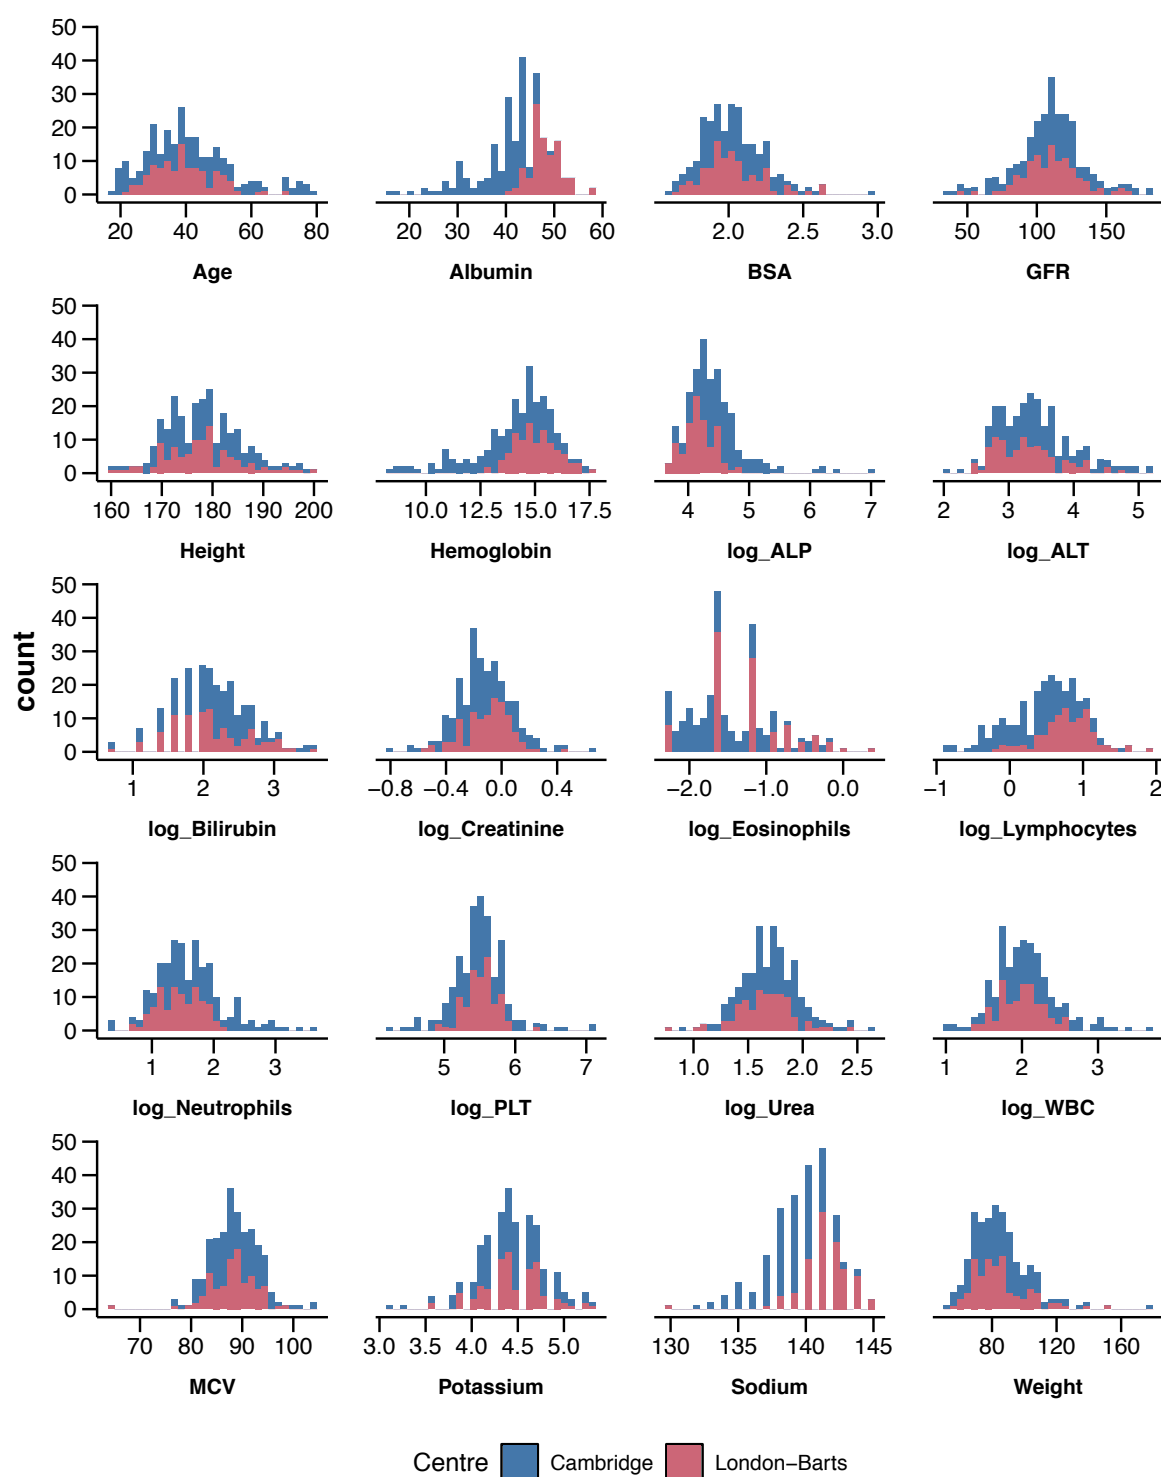 50
40
30
20
10
0
20 40 60 80
20 30 40 50 60
2.0 2.5 3.0
50 100 150
Age
Albumin
BSA
GFR
50
40
30
20
10
0
160 170 180 190 200
10.0 12.5 15.0 17.5
4 5 6 7
2 3 4 5
Height
Hemoglobin
log_ALP
log_ALT
count
50
40
30
20
10
0
1 2 3
−0.8 −0.4 0.0 0.4
−2.0 −1.0 0.0
−1 0 1 2
log_Bilirubin
log_Creatinine
log_Eosinophils
log_Lymphocytes
50
40
30
20
10
0
1 2 3
5 6 7
1.0 1.5 2.0 2.5
1 2 3
log_Neutrophils
log_PLT
log_Urea
log_WBC
50
40
30
20
10
0
70 80 90 100
3.0 3.5 4.0 4.5 5.0
130 135 140 145
80 120 160
MCV
Potassium
Sodium
Weight
Centre Cambridge London−Barts